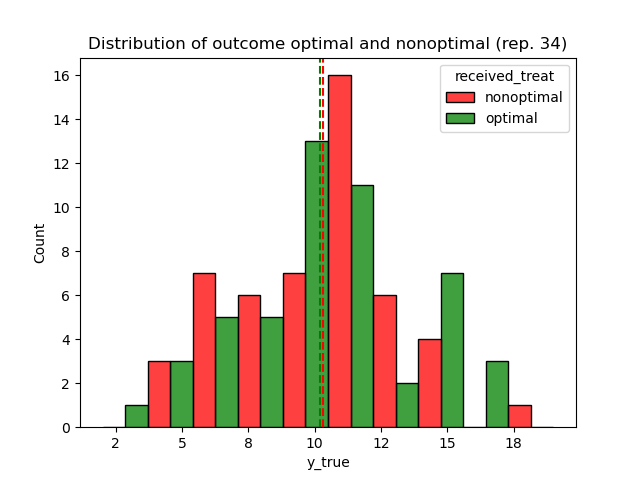 Distribution of outcome optimal and nonoptimal (rep. 34)
received_treat
nonoptimal
optimal
Count
16
14
12
10
8
6
4
2
0
2 5 8 10 12 15 18
y_true